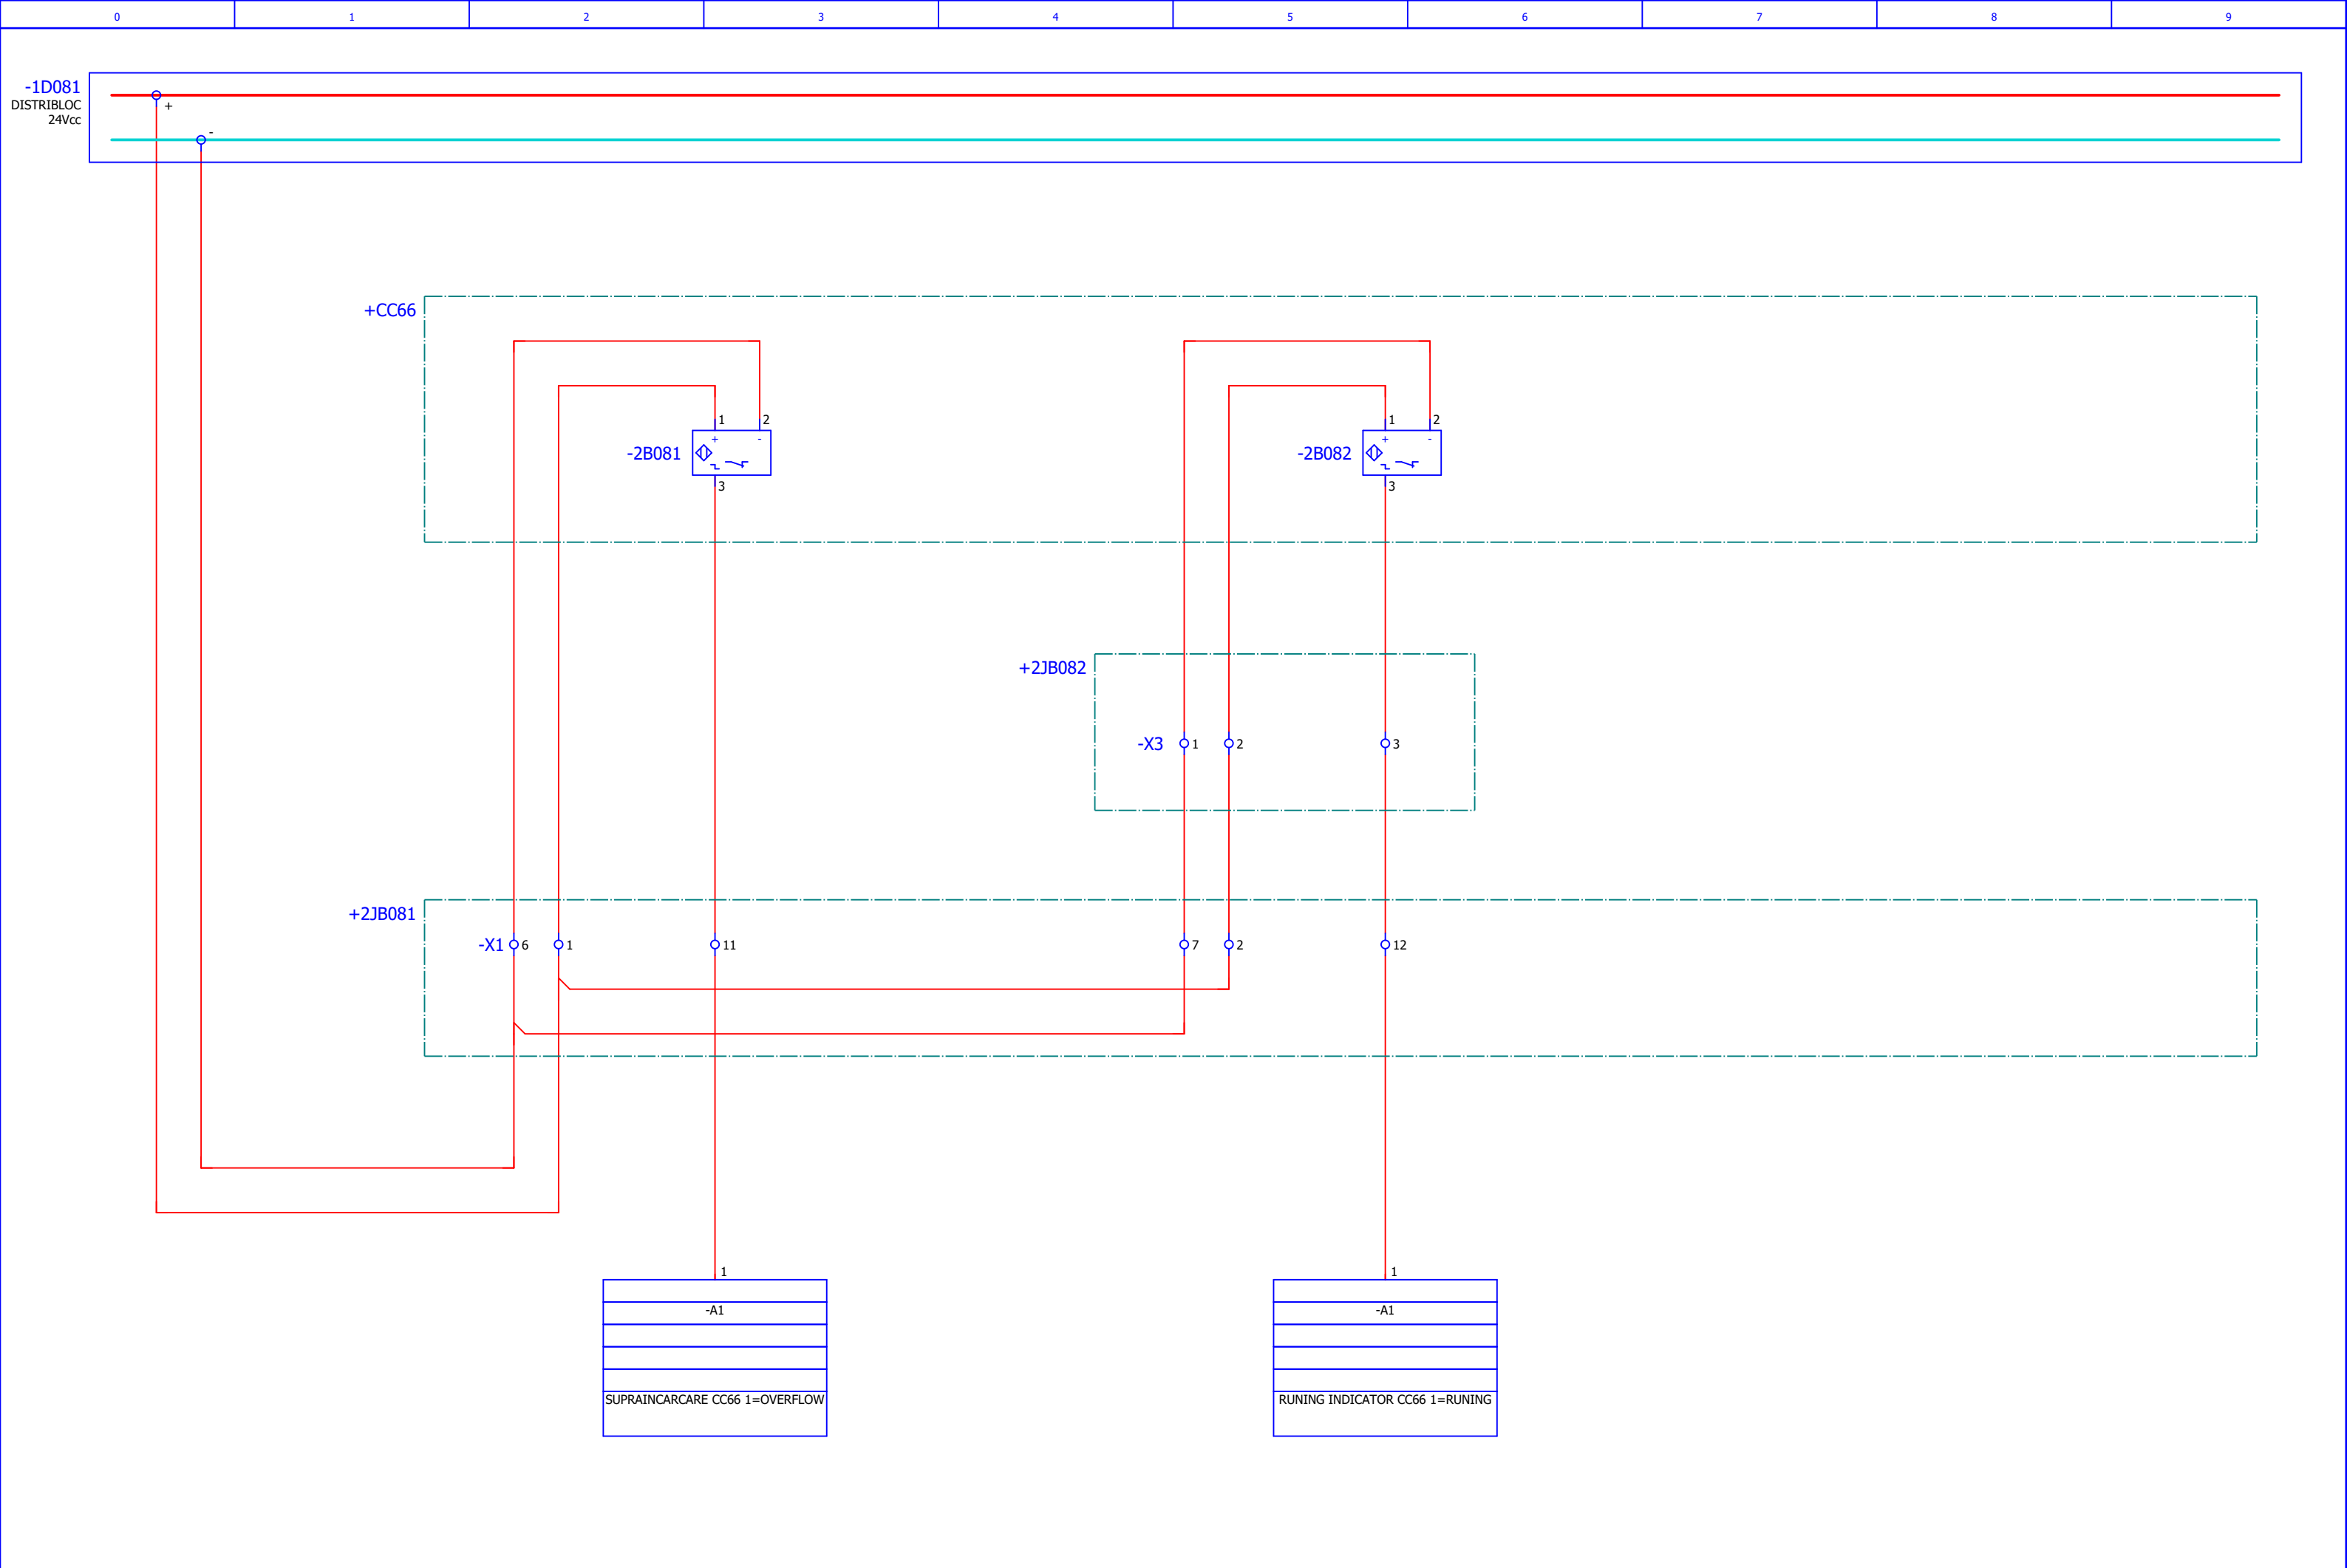 0 1 2 3 4 5 6 7 8 9
-1D081
DISTRIBLOC
24Vcc
+
-
+CC66
1 2
+ -
-2B081
3
1 2
+ -
-2B082
3
+2JB082
-X3 1 2 3
+2JB081
-X1 6 1 11 7 2 12
1
-A1
SUPRAINCARCARE CC66 1=OVERFLOW
1
-A1
RUNING INDICATOR CC66 1=RUNING